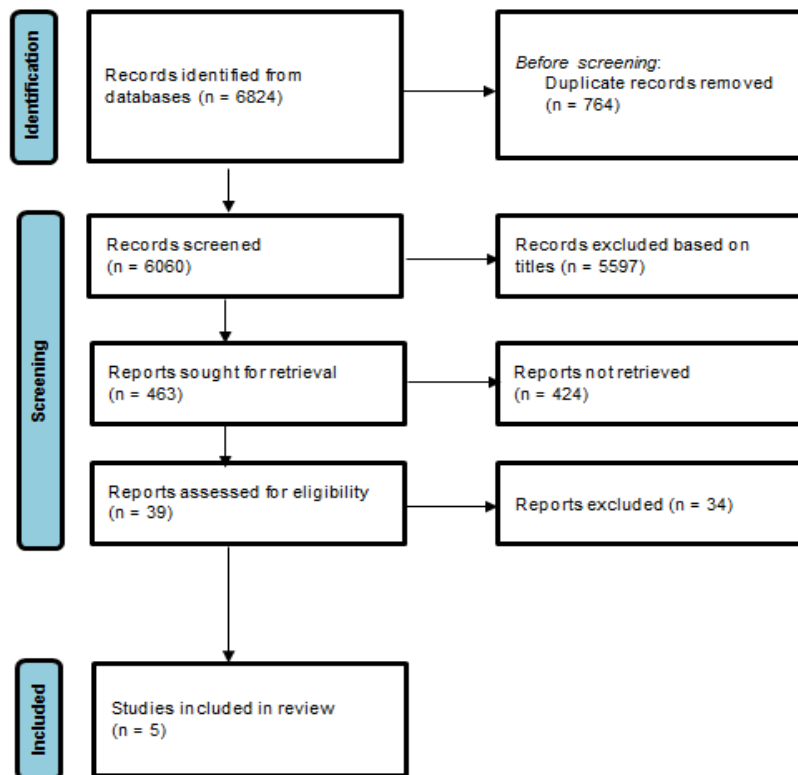 Identification
Records identified from
databases (n = 6824)
Before screening:
Duplicate records removed
(n = 764)
Screening
Records screened
(n = 6060)
Records excluded based on
titles (n = 5597)
Reports sought for retrieval
(n = 463)
Reports not retrieved
(n = 424)
Reports assessed for eligibility
(n = 39)
Reports excluded (n = 34)
Included
Studies included in review
(n = 5)